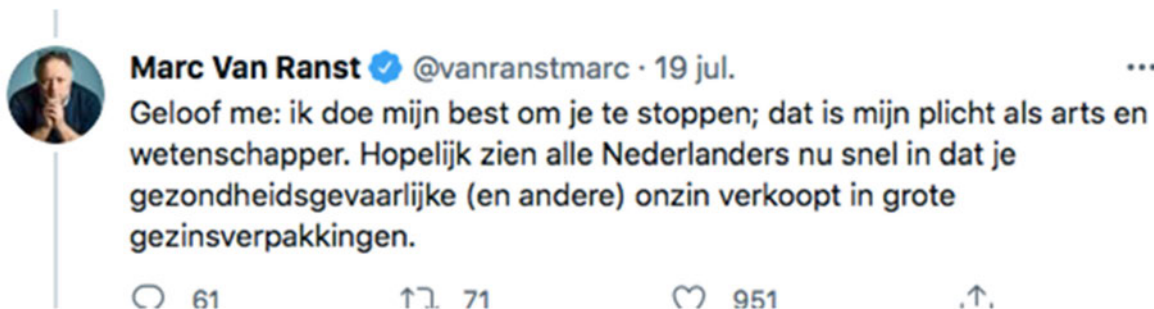 Marc Van Ranst @vanranstmarc · 19 jul.
Geloof me: ik doe mijn best om je te stoppen; dat is mijn plicht als arts en
wetenschapper. Hopelijk zien alle Nederlanders nu snel in dat je
gezondheidsgevaarlijke (en andere) onzin verkoopt in grote
gezinsverpakkingen.
61 71 951